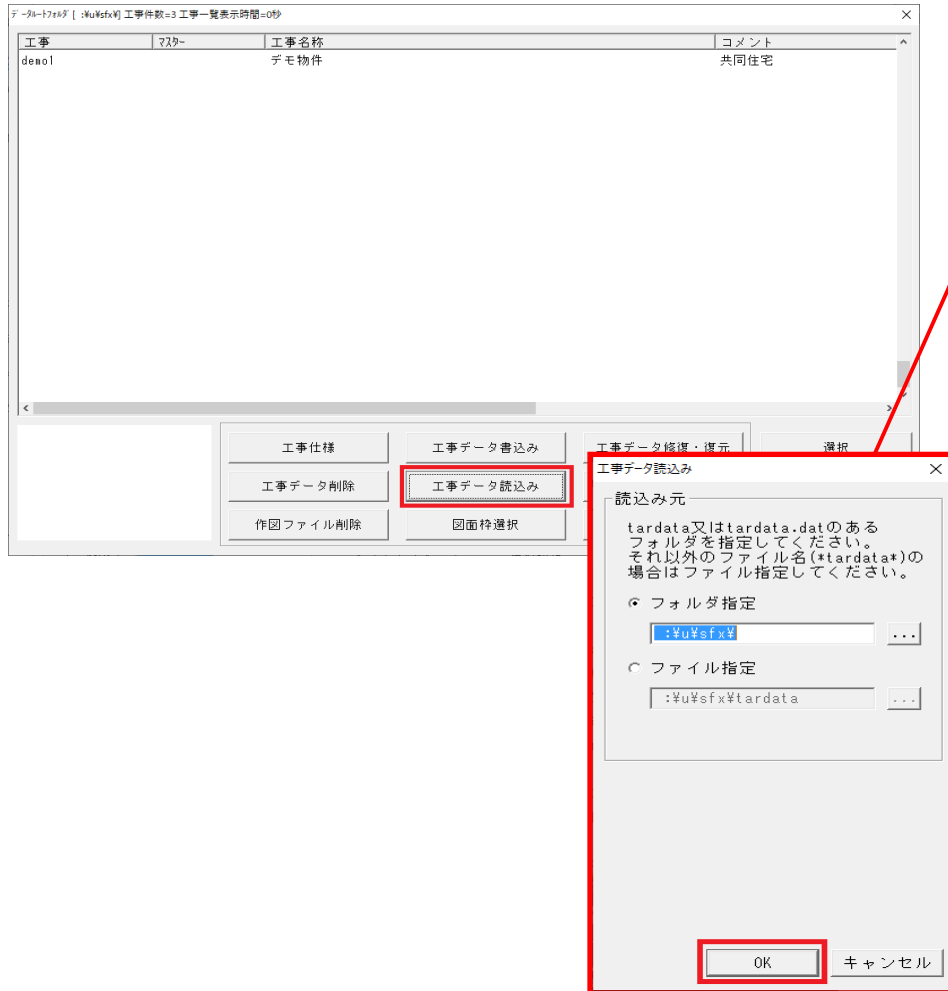 ﾃﾞｰﾀﾙｰﾄﾌｫﾙﾀﾞ [ :¥u¥sfx¥] 工事件数=3 工事一覧表示時間=0秒
工事 ﾏｽﾀｰ 工事名称 コメント
demo1 デモ物件 共同住宅
工事仕様 工事データ書込み 工事データ修復・復元 選択
工事データ削除 工事データ読込み
作図ファイル削除 図面枠選択
工事ﾃﾞｰﾀ読込み
読込み元
tardata又はtardata.datのある
フォルダを指定してください。
それ以外のファイル名(*tardata*)の
場合はファイル指定してください。
フォルダ指定
:¥u¥sfx¥ ...
ファイル指定
:¥u¥sfx¥tardata ...
OK キャンセル